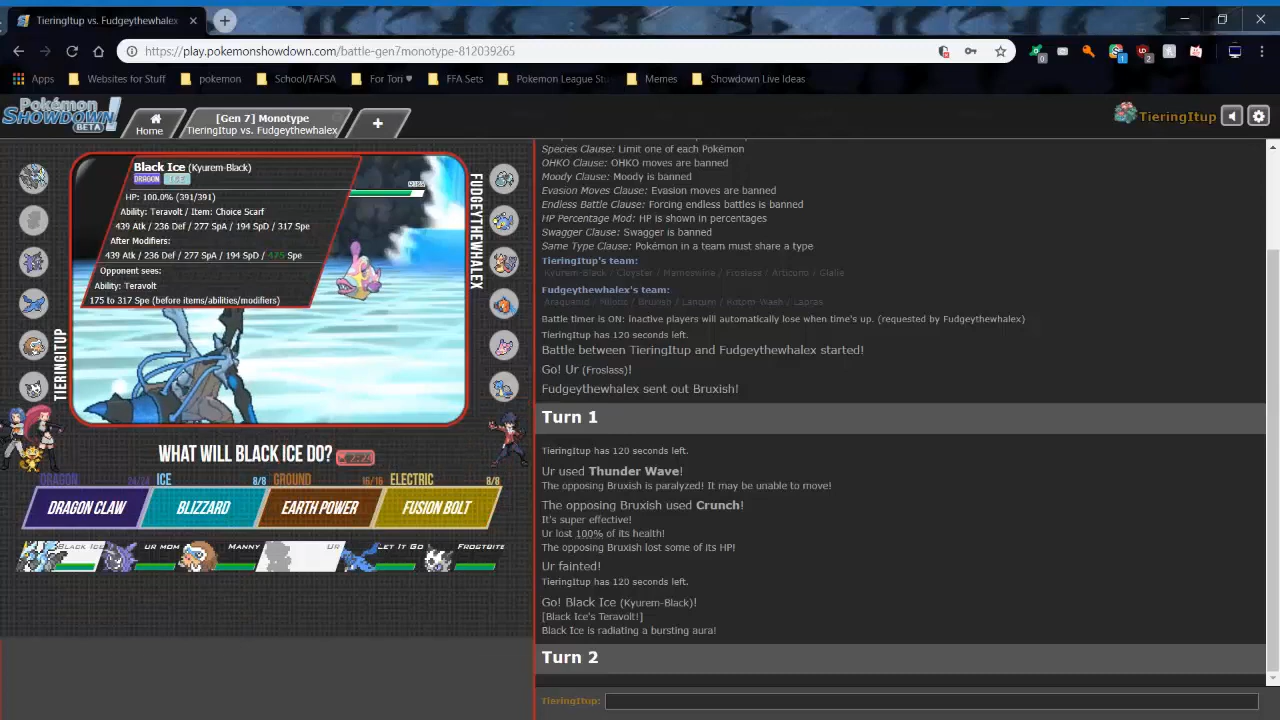 TieringItup vs. Fudgeythewhalex
https://play.pokemonshowdown.com/battle-gen7monotype-812039265
Apps
Websites for Stuff
pokemon
School/FAFSA
For Tori ♥
FFA Sets
Pokemon League Stu
Memes
Showdown Live Ideas
Pokémon
SHOWDOWN!
BETA
Home
[Gen 7] Monotype
TieringItup vs. Fudgeythewhalex
TieringItup
Black Ice (Kyurem-Black)
DRAGON ICE
HP: 100.0% (391/391)
Ability: Teravolt / Item: Choice Scarf
439 Atk / 236 Def / 277 SpA / 194 SpD / 317 Spe
After Modifiers:
439 Atk / 236 Def / 277 SpA / 194 SpD / 475 Spe
Opponent sees:
Ability: Teravolt
175 to 317 Spe (before items/abilities/modifiers)
TIERINGITUP
FUDGEYTHEWHALEX
WHAT WILL BLACK ICE DO?
DRAGON 24/24
ICE 8/8
GROUND 16/16
ELECTRIC 8/8
DRAGON CLAW
BLIZZARD
EARTH POWER
FUSION BOLT
BLACK ICE
UR MOM
MANNY
UR
LET IT GO
FROSTBITE
Species Clause: Limit one of each Pokémon
OHKO Clause: OHKO moves are banned
Moody Clause: Moody is banned
Evasion Moves Clause: Evasion moves are banned
Endless Battle Clause: Forcing endless battles is banned
HP Percentage Mod: HP is shown in percentages
Swagger Clause: Swagger is banned
Same Type Clause: Pokémon in a team must share a type
TieringItup's team:
Kyurem-Black / Cloyster / Mamoswine / Froslass / Articuno / Glalie
Fudgeythewhalex's team:
Araquanid / Milotic / Bruxish / Lanturn / Rotom-Wash / Lapras
Battle timer is ON: inactive players will automatically lose when time's up. (requested by Fudgeythewhalex)
TieringItup has 120 seconds left.
Battle between TieringItup and Fudgeythewhalex started!
Go! Ur (Froslass)!
Fudgeythewhalex sent out Bruxish!
Turn 1
TieringItup has 120 seconds left.
Ur used Thunder Wave!
The opposing Bruxish is paralyzed! It may be unable to move!
The opposing Bruxish used Crunch!
It's super effective!
Ur lost 100% of its health!
The opposing Bruxish lost some of its HP!
Ur fainted!
TieringItup has 120 seconds left.
Go! Black Ice (Kyurem-Black)!
[Black Ice's Teravolt!]
Black Ice is radiating a bursting aura!
Turn 2
TieringItup: